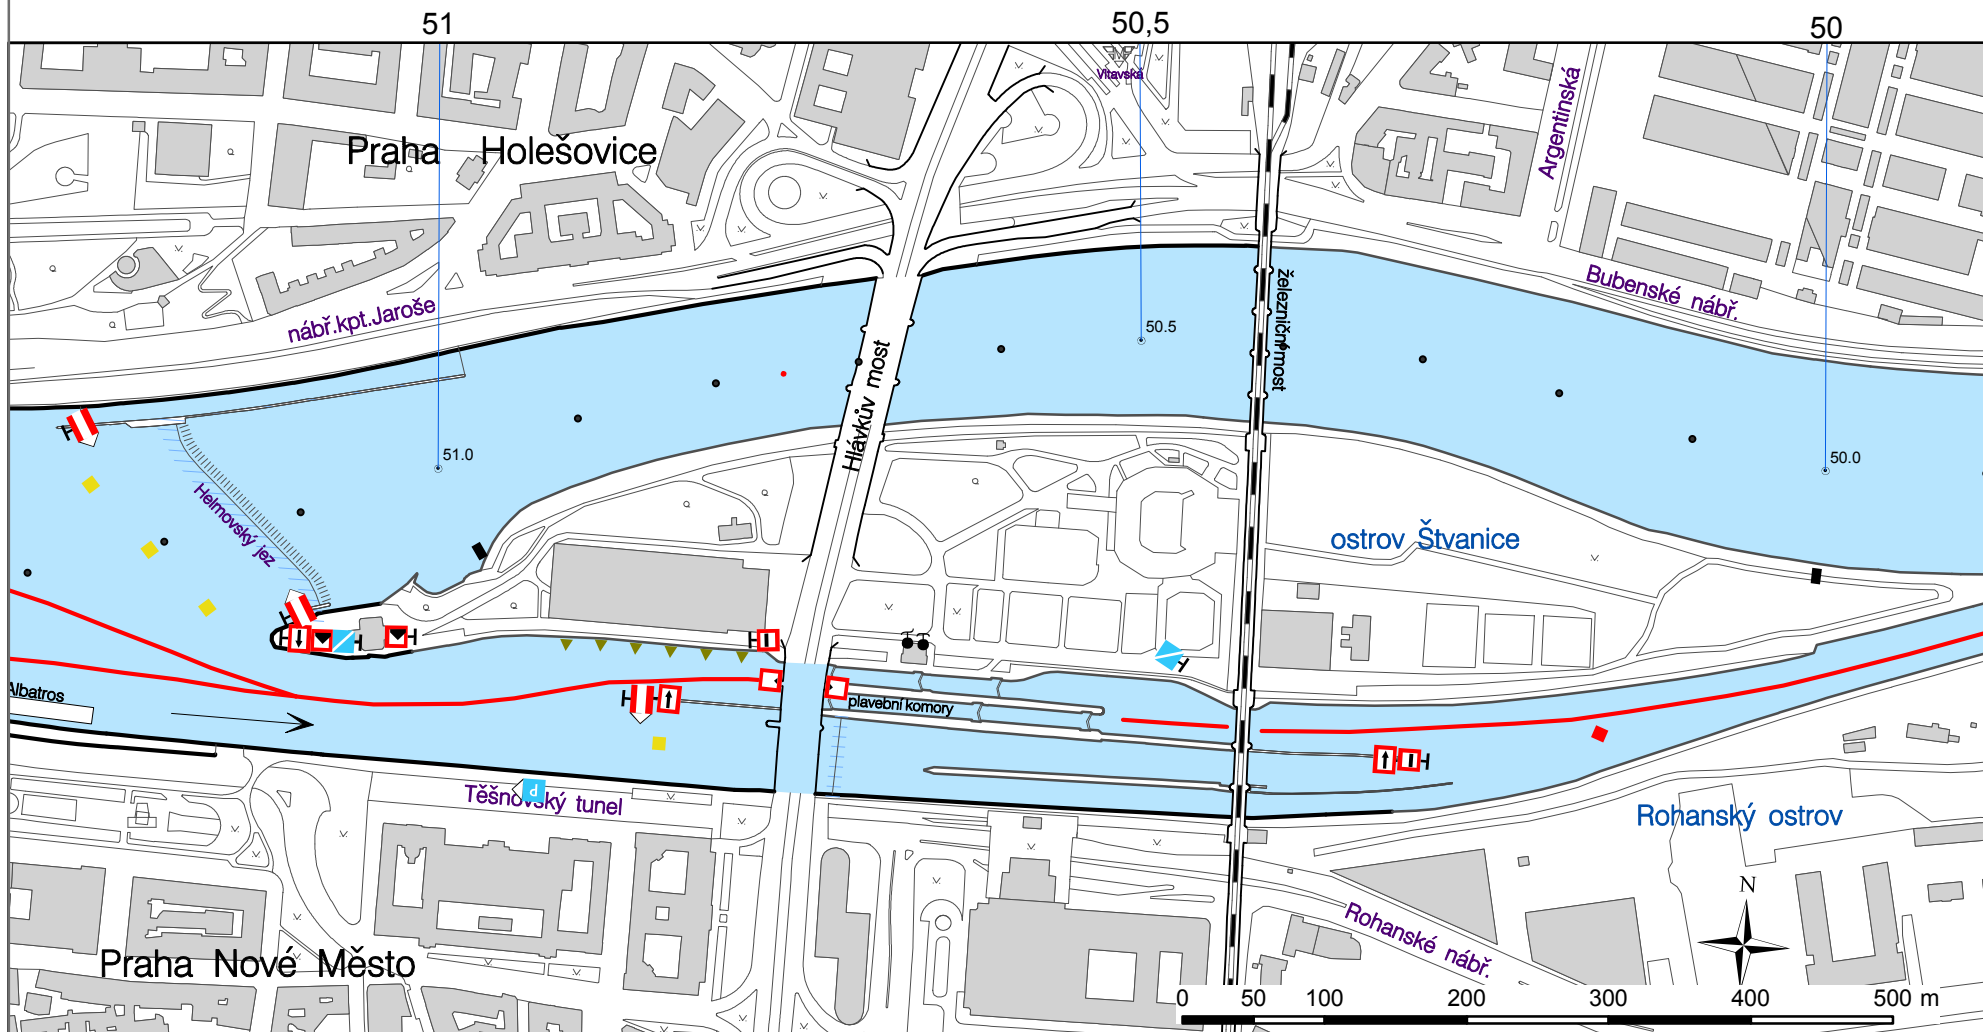 51
50,5
50
Vltavská
Argentinská
Praha Holešovice
Bubenské nábř.
nábř.kpt.Jaroše
železniční most
50.5
Hlávkův most
51.0
50.0
Helmovský jez
ostrov Štvanice
Albatros
plavební komory
P
Těšnovský tunel
Rohanský ostrov
N
Rohanské nábř.
Praha Nové Město
0 50 100 200 300 400 500 m